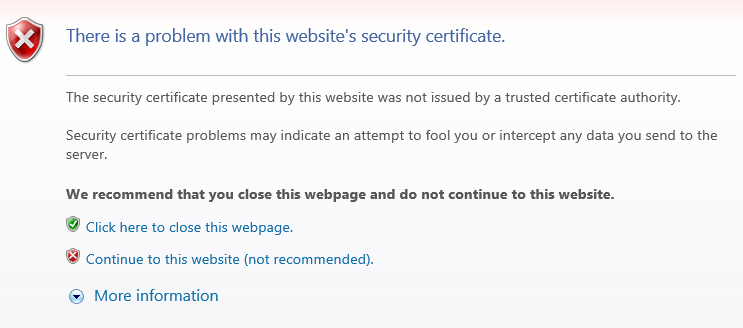 There is a problem with this website's security certificate.
The security certificate presented by this website was not issued by a trusted certificate authority.
Security certificate problems may indicate an attempt to fool you or intercept any data you send to the
server.
We recommend that you close this webpage and do not continue to this website.
Click here to close this webpage.
Continue to this website (not recommended).
More information